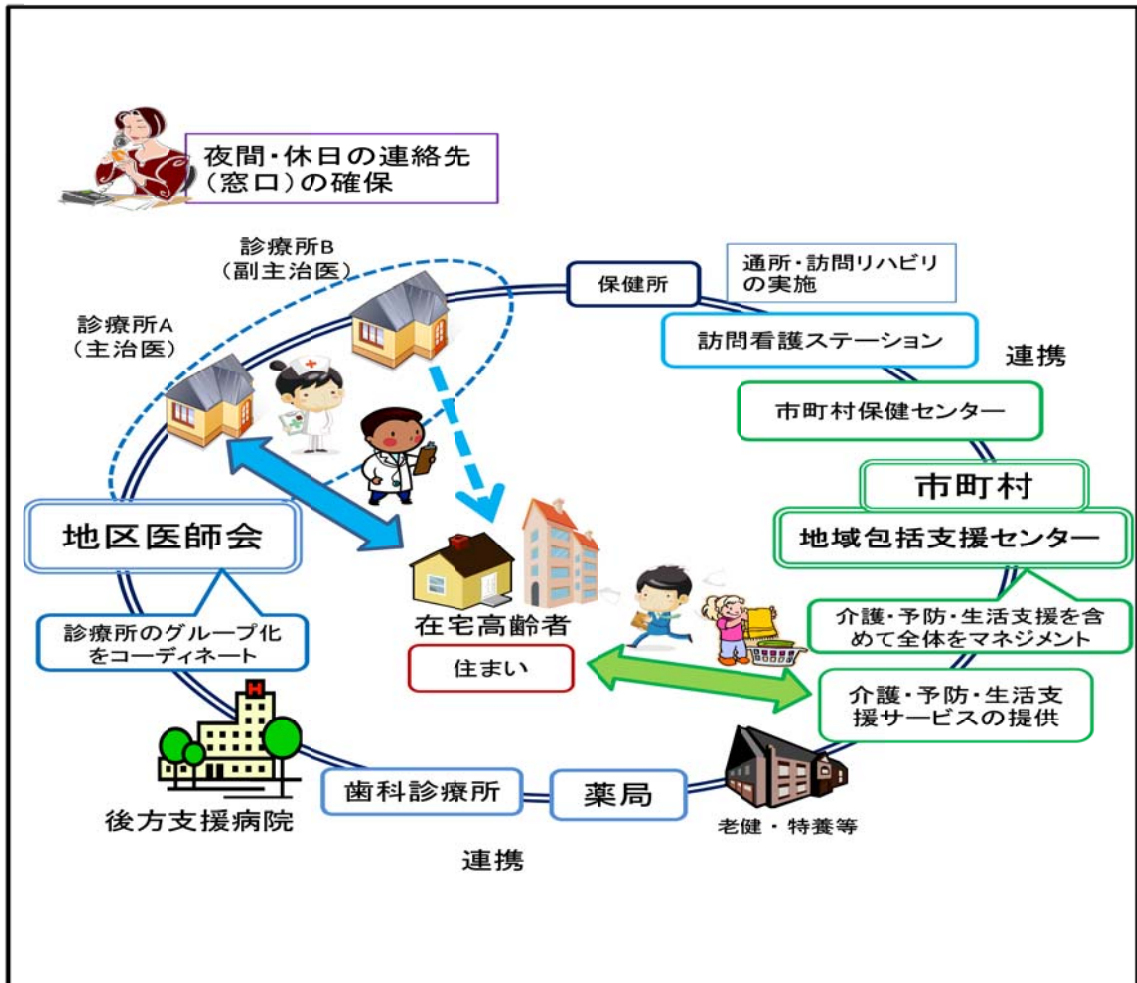 夜間・休日の連絡先
（窓口）の確保
診療所B
（副主治医）
診療所A
（主治医）
保健所
通所・訪問リハビリ
の実施
訪問看護ステーション
連携
市町村保健センター
市町村
地域包括支援センター
地区医師会
診療所のグループ化
をコーディネート
在宅高齢者
住まい
介護・予防・生活支援を含
めて全体をマネジメント
介護・予防・生活支
援サービスの提供
H
後方支援病院
歯科診療所
薬局
老健・特養等
連携